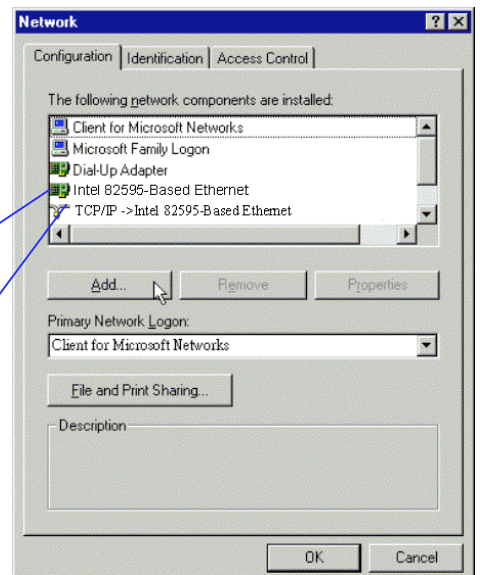 Network
Configuration Identification Access Control
The following network components are installed:
Client for Microsoft Networks
Microsoft Family Logon
Dial-Up Adapter
Intel 82595-Based Ethernet
TCP/IP ->Intel 82595-Based Ethernet
Add... Remove Properties
Primary Network Logon:
Client for Microsoft Networks
File and Print Sharing...
Description
OK Cancel